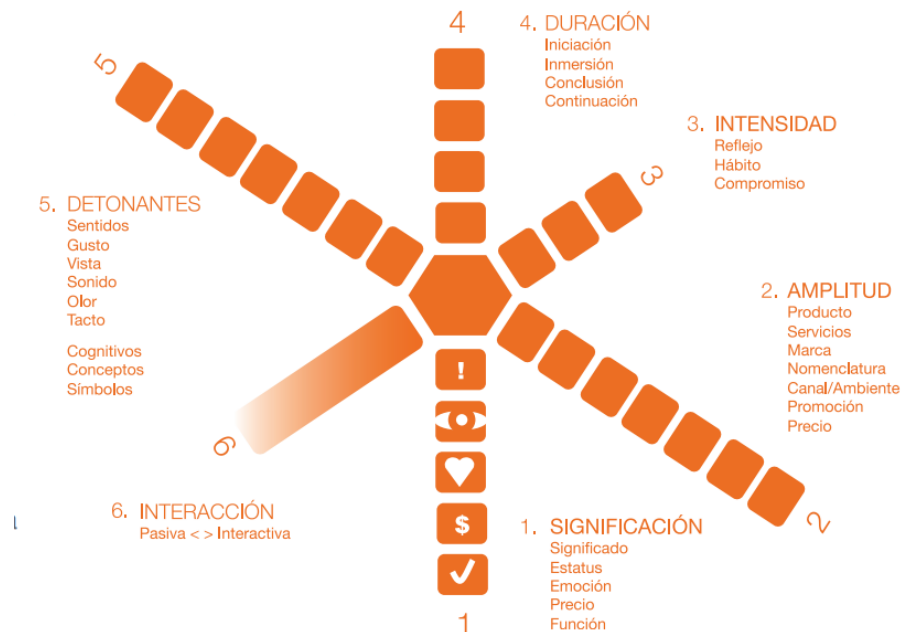 4
4. DURACIÓN
Iniciación
Inmersión
Conclusión
Continuación
5
3. INTENSIDAD
Reflejo
Hábito
Compromiso
3
5. DETONANTES
Sentidos
Gusto
Vista
Sonido
Olor
Tacto
Cognitivos
Conceptos
Símbolos
2. AMPLITUD
Producto
Servicios
Marca
Nomenclatura
Canal/Ambiente
Promoción
Precio
!
6
$
2
6. INTERACCIÓN
Pasiva < > Interactiva
1. SIGNIFICACIÓN
Significado
Estatus
Emoción
Precio
Función
1